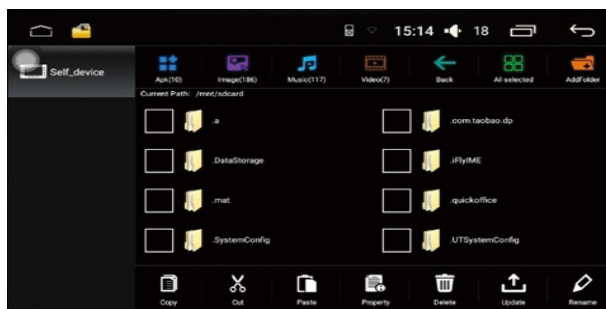 15:14 18
Self_device
Apk(10) Image(186) Music(117) Video(7) Back All selected AddFolder
Current Path: /mnt/sdcard
.a .com.taobao.dp
.DataStorage .iFlyIME
.mat .quickoffice
.SystemConfig .UTSystemConfig
Copy Cut Paste Property Delete Update Rename